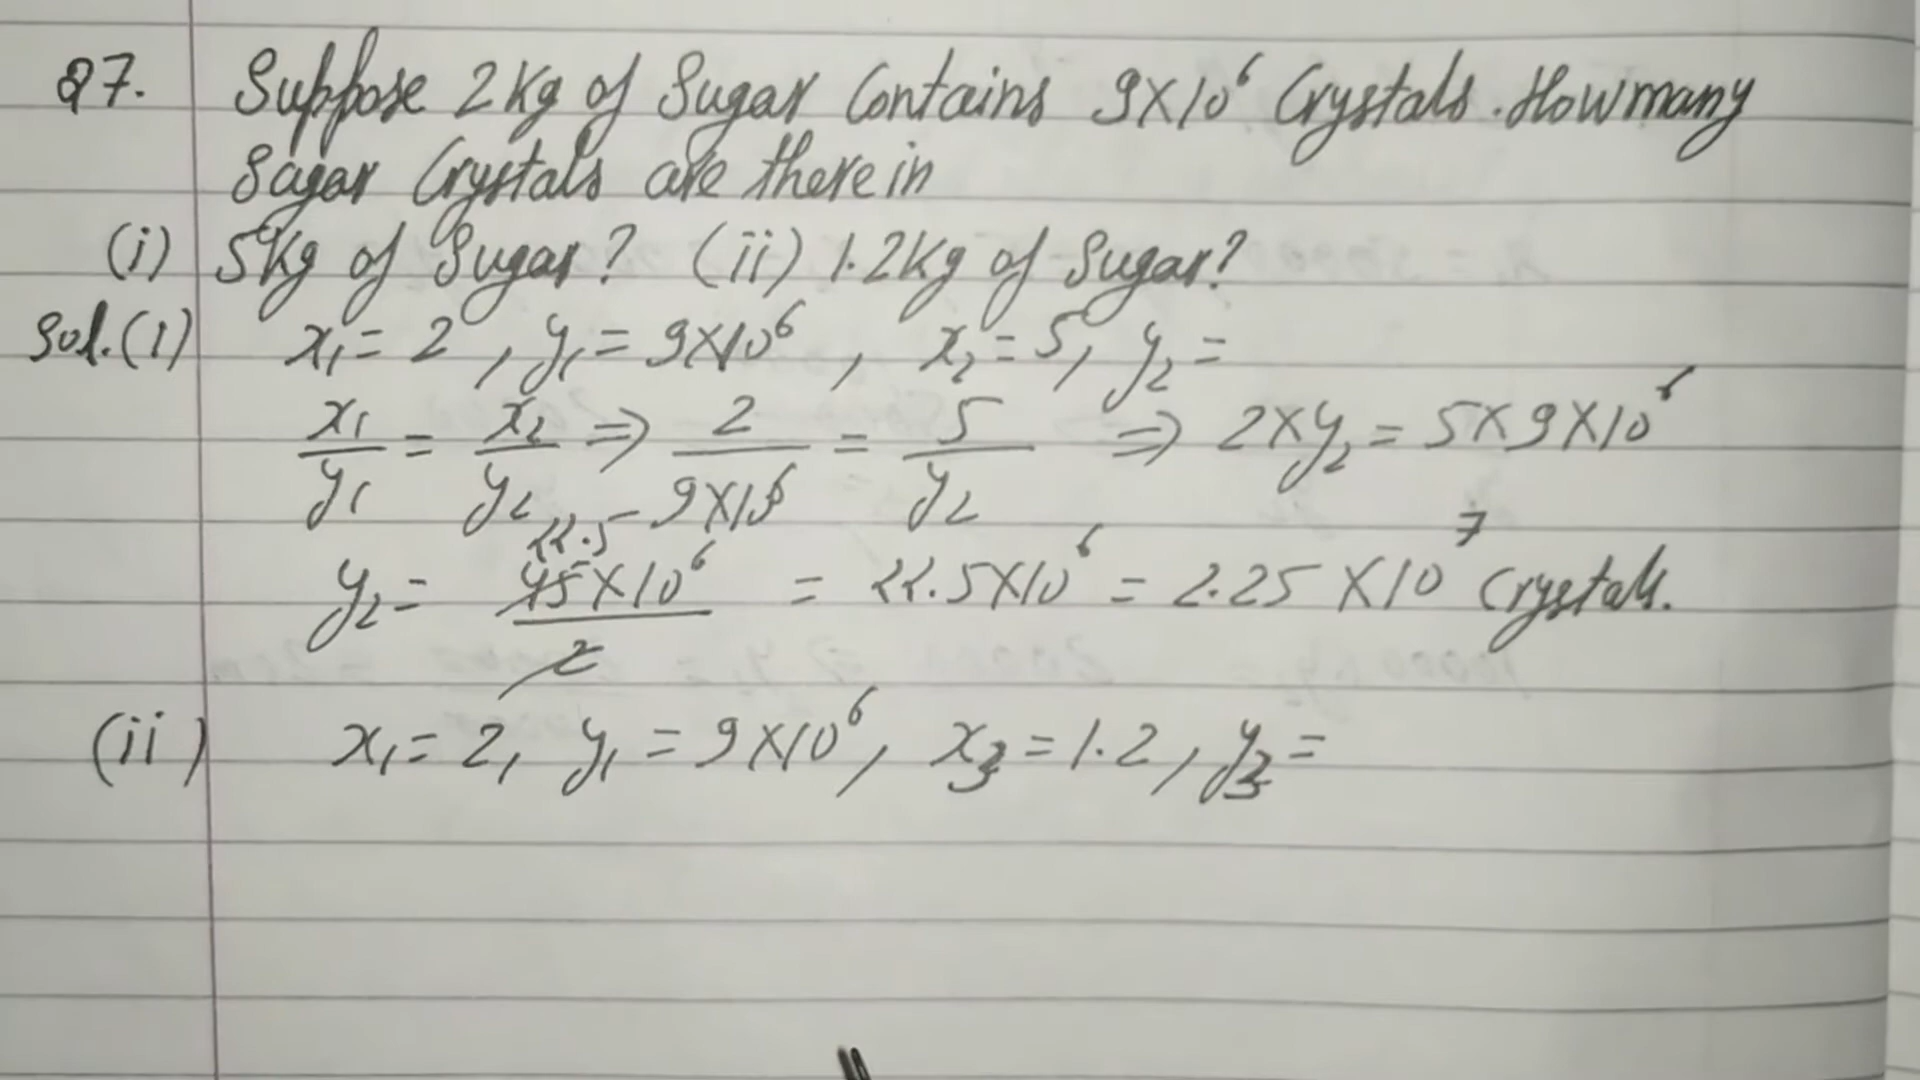 Q7. Suppose 2Kg of Sugar Contains 9×10⁶ Crystals. How many
Sugar Crystals are there in
(i) 5Kg of Sugar? (ii) 1.2Kg of Sugar?
Sol.(1) x₁ = 2, y₁ = 9×10⁶, x₂ = 5, y₂ =
x₁/y₁ = x₂/y₂ ⇒ 2/9×10⁶ = 5/y₂ ⇒ 2×y₂ = 5×9×10⁶
22.5
y₂ = 45×10⁶/2 = 22.5×10⁶ = 2.25×10⁷ Crystals.
(ii) x₁ = 2, y₁ = 9×10⁶, x₃ = 1.2, y₃ =